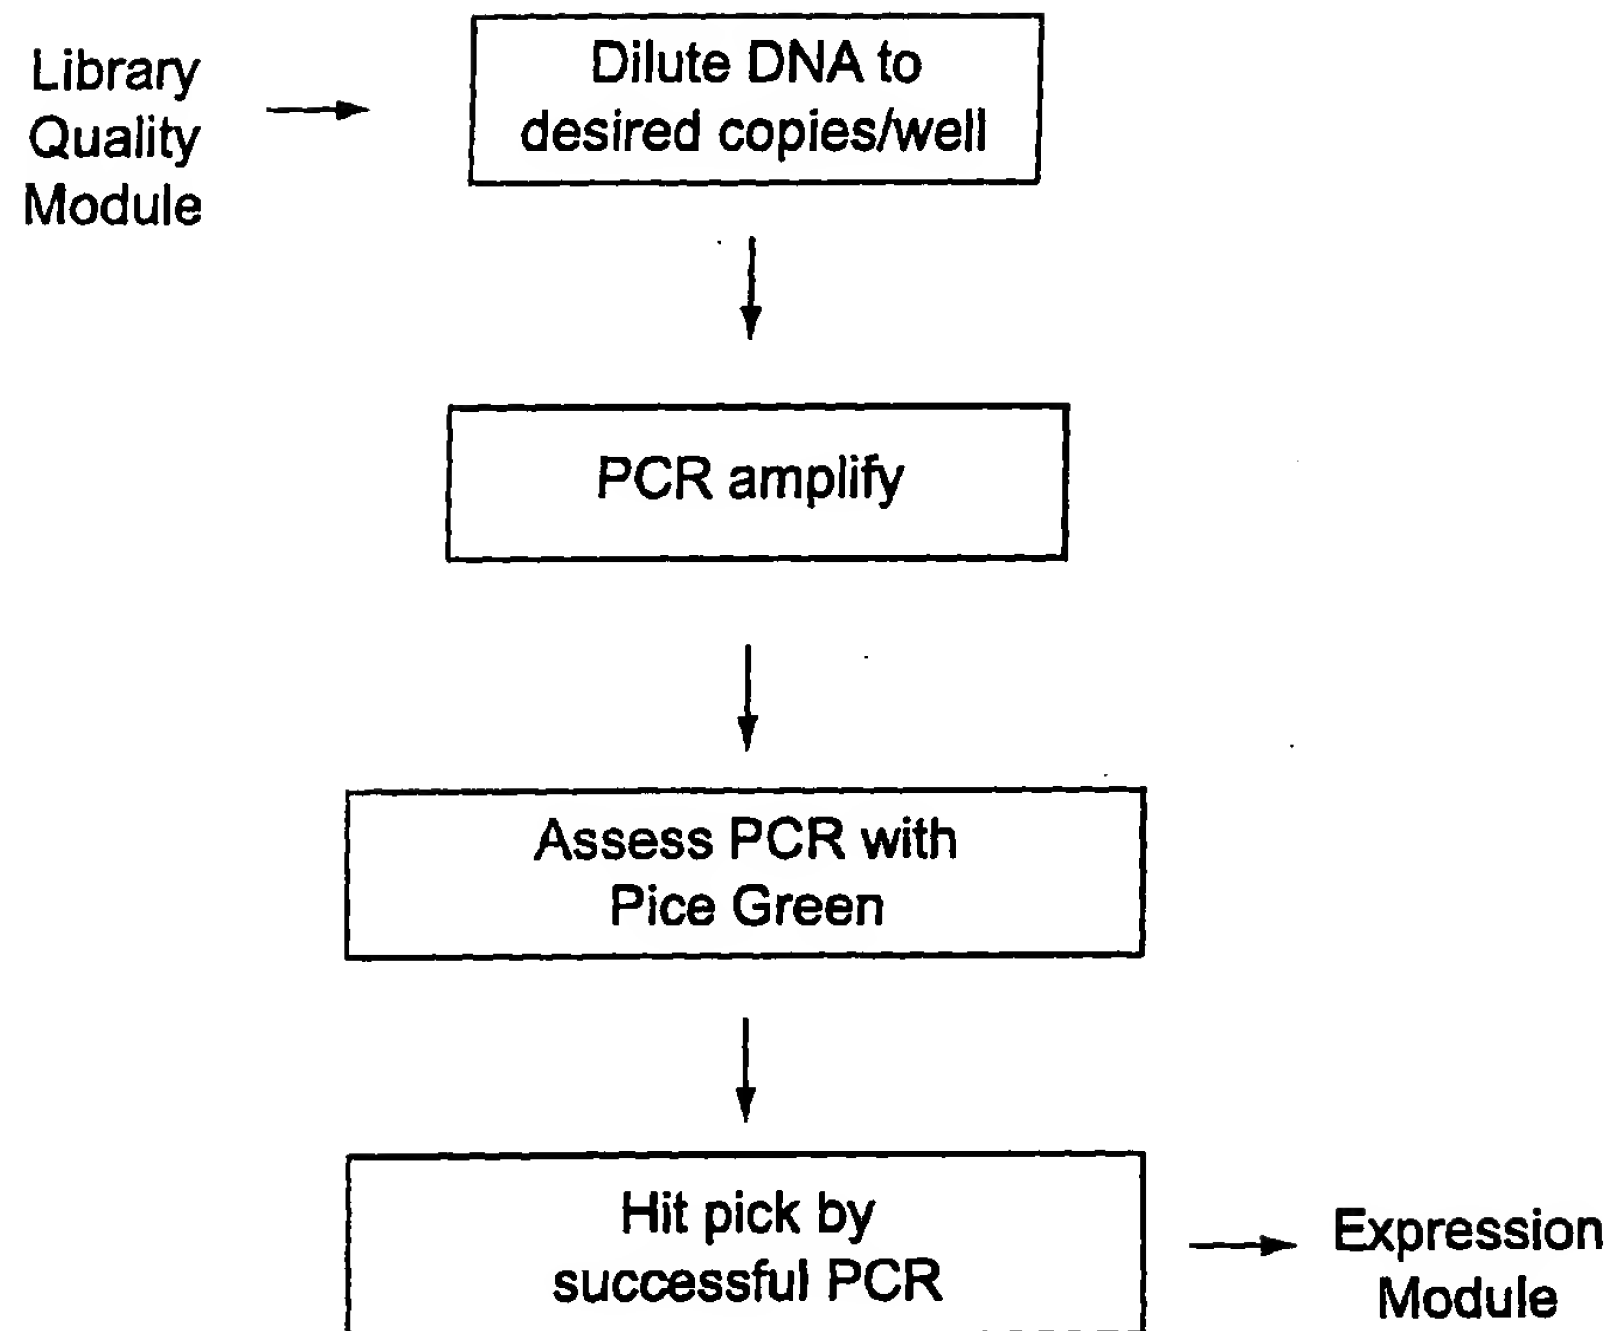 Library
Quality
Module
Dilute DNA to
desired copies/well
PCR amplify
Assess PCR with
Pice Green
Hit pick by
successful PCR
Expression
Module